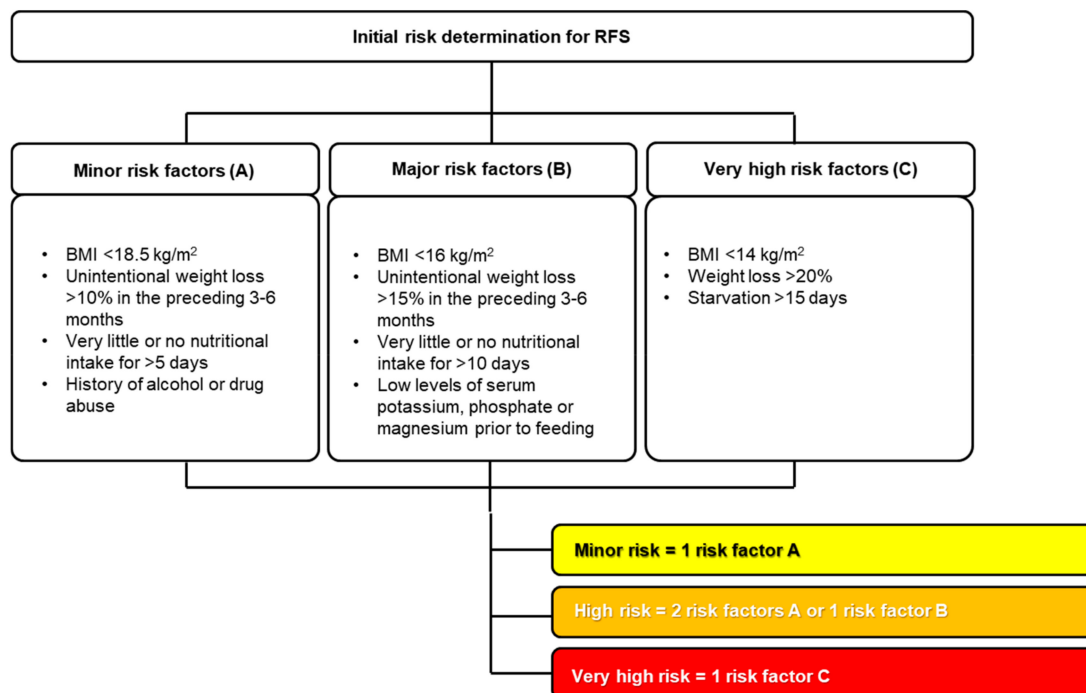 Initial risk determination for RFS
Minor risk factors (A)
• BMI <18.5 kg/m²
• Unintentional weight loss
>10% in the preceding 3-6
months
• Very little or no nutritional
intake for >5 days
• History of alcohol or drug
abuse
Major risk factors (B)
• BMI <16 kg/m²
• Unintentional weight loss
>15% in the preceding 3-6
months
• Very little or no nutritional
intake for >10 days
• Low levels of serum
potassium, phosphate or
magnesium prior to feeding
Very high risk factors (C)
• BMI <14 kg/m²
• Weight loss >20%
• Starvation >15 days
Minor risk = 1 risk factor A
High risk = 2 risk factors A or 1 risk factor B
Very high risk = 1 risk factor C